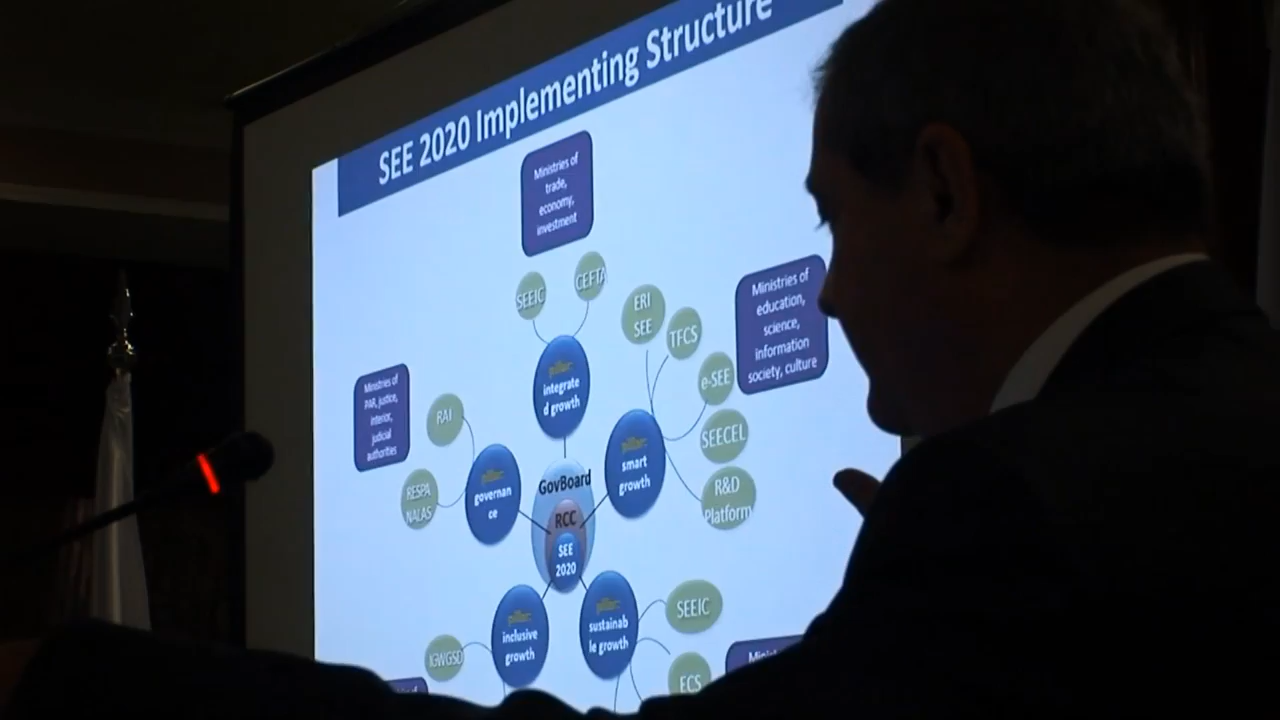 SEE 2020 Implementing Structure
Ministries of
trade,
economy,
investment
SEEIC
CEFTA
ERI
SEE
TFCS
Ministries of
education,
science,
information
society, culture
e-SEE
SEECEL
R&D
Platform
pillar:
integrate
d growth
Ministries of
PAR, justice,
interior,
judicial
authorities
RAI
RESPA
NALAS
pillar:
governan
ce
pillar:
smart
growth
GovBoard
RCC
SEE
2020
pillar:
inclusive
growth
pillar:
sustainab
le growth
IGWGSD
SEEIC
ECS